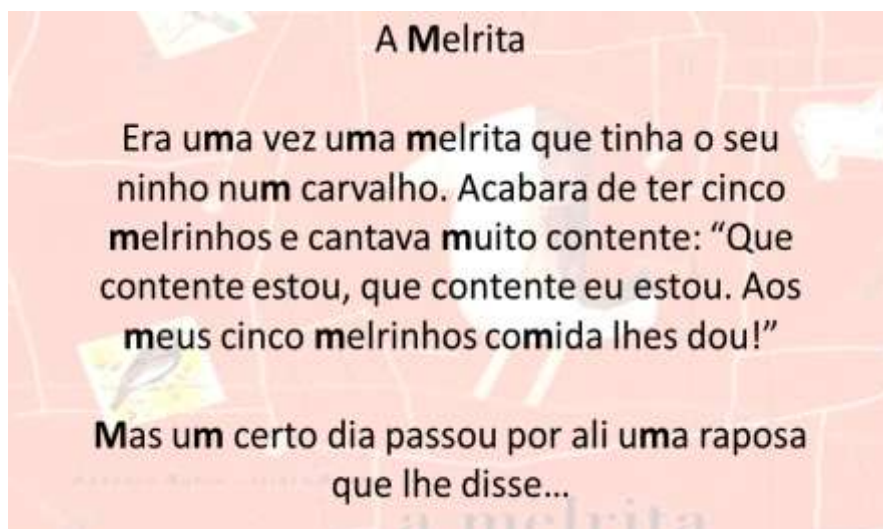 A Melrita
Era uma vez uma melrita que tinha o seu
ninho num carvalho. Acabara de ter cinco
melrinhos e cantava muito contente: “Que
contente estou, que contente eu estou. Aos
meus cinco melrinhos comida lhes dou!”
Mas um certo dia passou por ali uma raposa
que lhe disse...
a melrita